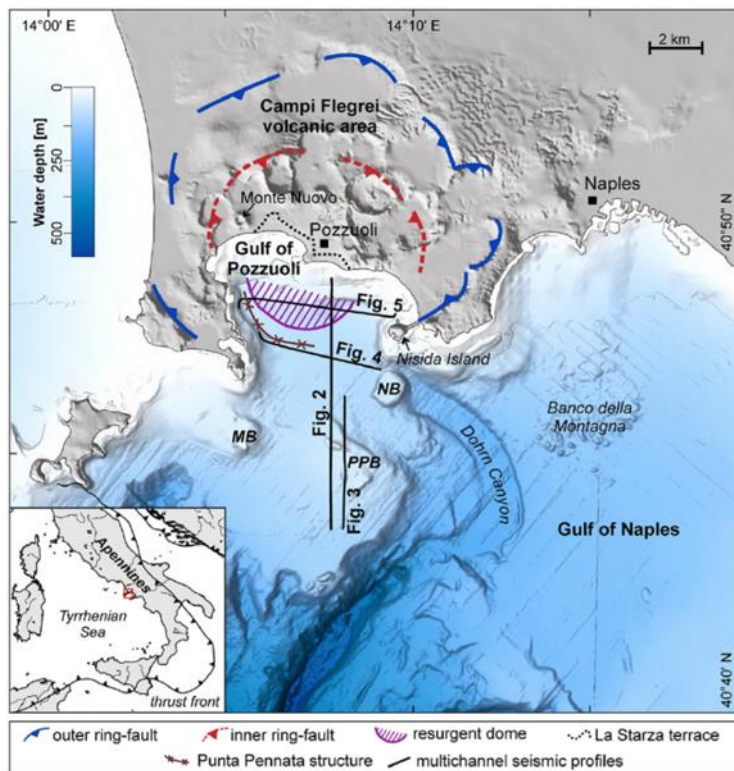 14°00' E
14°10' E
2 km
0
250
500
Water depth [m]
Campi Flegrei
volcanic area
Monte Nuovo
Pozzuoli
Naples
40°50' N
Gulf of
Pozzuoli
Fig. 5
Fig. 4
Nisida Island
Fig. 2
NB
MB
PPB
Fig. 3
Dohrn Canyon
Banco della
Montagna
Gulf of Naples
40°40' N
Apennines
Tyrrhenian
Sea
thrust front
outer ring-fault
inner ring-fault
resurgent dome
La Starza terrace
Punta Pennata structure
multichannel seismic profiles